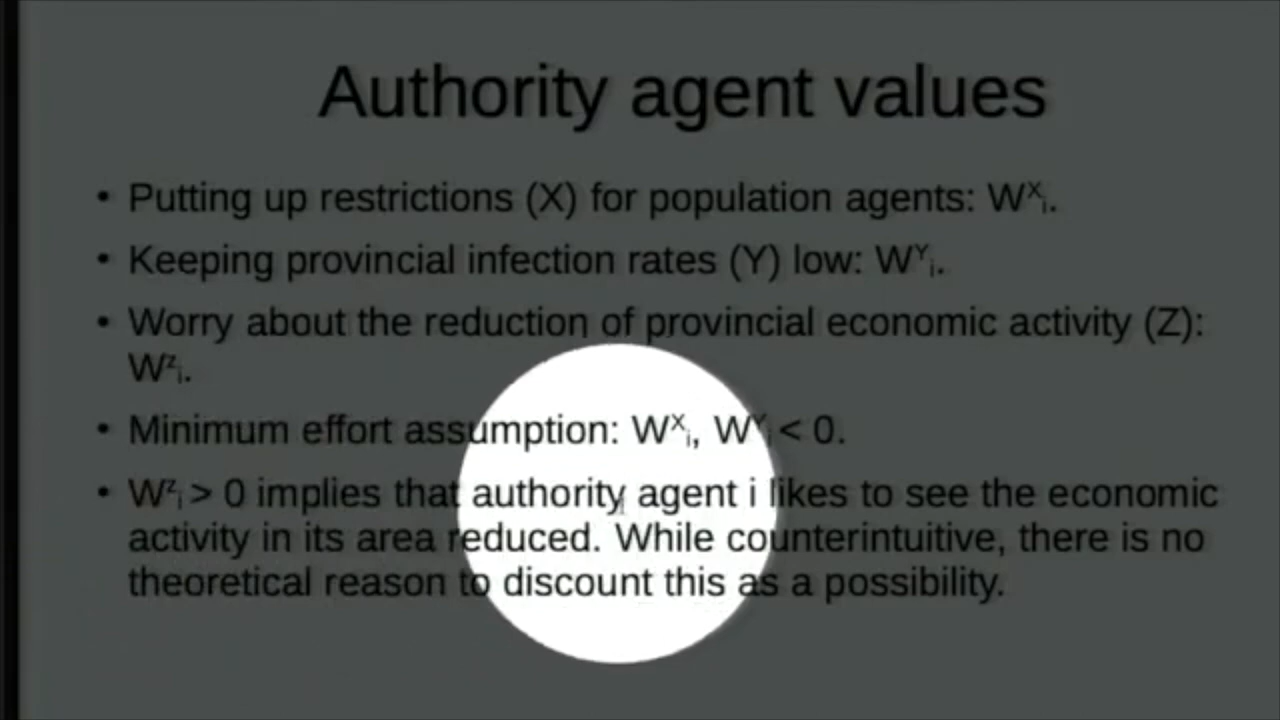 Authority agent values
• Putting up restrictions (X) for population agents: Wˣᵢ.
• Keeping provincial infection rates (Y) low: Wʸᵢ.
• Worry about the reduction of provincial economic activity (Z):
Wᶻᵢ.
• Minimum effort assumption: Wˣᵢ, Wʸᵢ < 0.
• Wᶻᵢ > 0 implies that authority agent i likes to see the economic
activity in its area reduced. While counterintuitive, there is no
theoretical reason to discount this as a possibility.